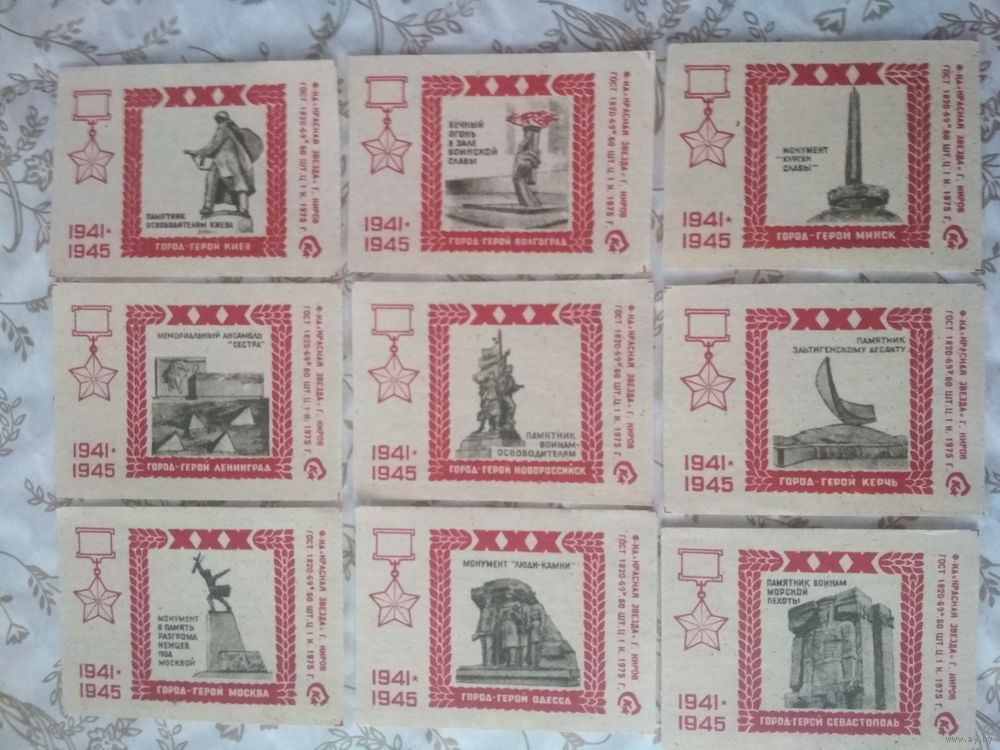 XXX
ПАМЯТНИК
ОСВОБОДИТЕЛЯМ КИЕВА
1941*
1945
ГОРОД-ГЕРОЙ КИЕВ
Ф-КА "КРАСНАЯ ЗВЕЗДА" Г. КИРОВ
ГОСТ 1820-69* 60 ШТ. Ц. 1 К. 1975 Г.
XXX
ВЕЧНЫЙ
ОГОНЬ
В ЗАЛЕ
ВОИНСКОЙ
СЛАВЫ
1941*
1945
ГОРОД-ГЕРОЙ ВОЛГОГРАД
Ф-КА "КРАСНАЯ ЗВЕЗДА" Г. КИРОВ
ГОСТ 1820-69* 60 ШТ. Ц. 1 К. 1975 Г.
XXX
МОНУМЕНТ
"КУРГАН
СЛАВЫ"
1941*
1945
ГОРОД-ГЕРОЙ МИНСК
Ф-КА "КРАСНАЯ ЗВЕЗДА" Г. КИРОВ
ГОСТ 1820-69* 60 ШТ. Ц. 1 К. 1975 Г.
XXX
МЕМОРИАЛЬНЫЙ АНСАМБЛЬ
"СЕСТРА"
1941*
1945
ГОРОД-ГЕРОЙ ЛЕНИНГРАД
Ф-КА "КРАСНАЯ ЗВЕЗДА" Г. КИРОВ
ГОСТ 1820-69* 60 ШТ. Ц. 1 К. 1975 Г.
XXX
ПАМЯТНИК
ВОИНАМ-
ОСВОБОДИТЕЛЯМ
1941*
1945
ГОРОД-ГЕРОЙ НОВОРОССИЙСК
Ф-КА "КРАСНАЯ ЗВЕЗДА" Г. КИРОВ
ГОСТ 1820-69* 60 ШТ. Ц. 1 К. 1975 Г.
XXX
ПАМЯТНИК
ЭЛЬТИГЕНСКОМУ ДЕСАНТУ
1941*
1945
ГОРОД-ГЕРОЙ КЕРЧЬ
Ф-КА "КРАСНАЯ ЗВЕЗДА" Г. КИРОВ
ГОСТ 1820-69* 60 ШТ. Ц. 1 К. 1975 Г.
XXX
МОНУМЕНТ
В ПАМЯТЬ
РАЗГРОМА
НЕМЦЕВ
ПОД
МОСКВОЙ
1941*
1945
ГОРОД-ГЕРОЙ МОСКВА
Ф-КА "КРАСНАЯ ЗВЕЗДА" Г. КИРОВ
ГОСТ 1820-69* 60 ШТ. Ц. 1 К. 1975 Г.
XXX
МОНУМЕНТ "ЛЮДИ-КАМНИ"
1941*
1945
ГОРОД-ГЕРОЙ ОДЕССА
Ф-КА "КРАСНАЯ ЗВЕЗДА" Г. КИРОВ
ГОСТ 1820-69* 60 ШТ. Ц. 1 К. 1975 Г.
XXX
ПАМЯТНИК ВОИНАМ
МОРСКОЙ
ПЕХОТЫ
1941*
1945
ГОРОД-ГЕРОЙ СЕВАСТОПОЛЬ
Ф-КА "КРАСНАЯ ЗВЕЗДА" Г. КИРОВ
ГОСТ 1820-69* 60 ШТ. Ц. 1 К. 1975 Г.
www.ay.by